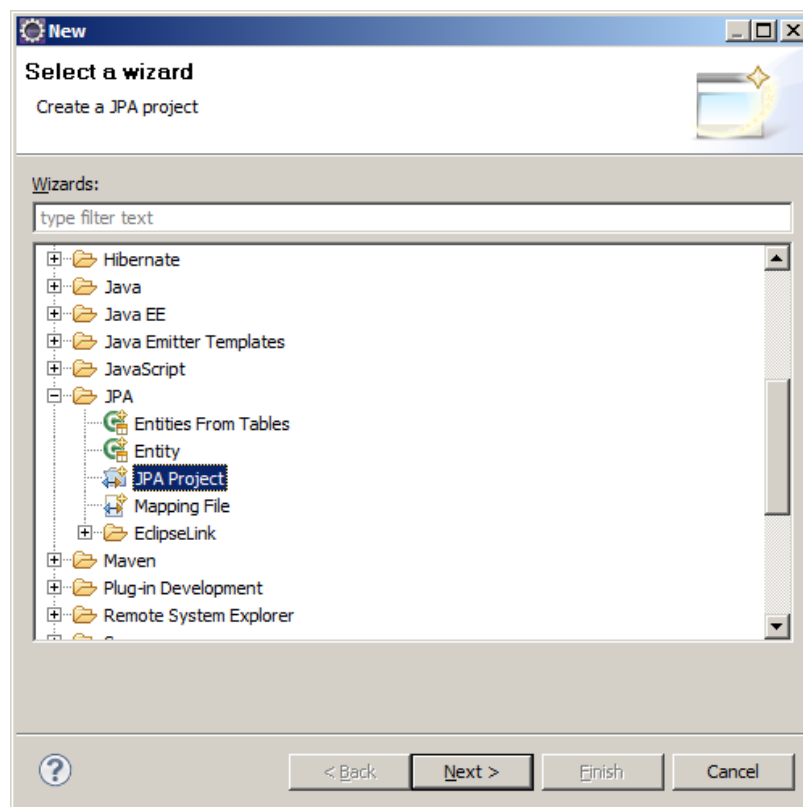 New
Select a wizard
Create a JPA project
Wizards:
type filter text
Hibernate
Java
Java EE
Java Emitter Templates
JavaScript
JPA
Entities From Tables
Entity
JPA Project
Mapping File
EclipseLink
Maven
Plug-in Development
Remote System Explorer
< Back Next > Finish Cancel